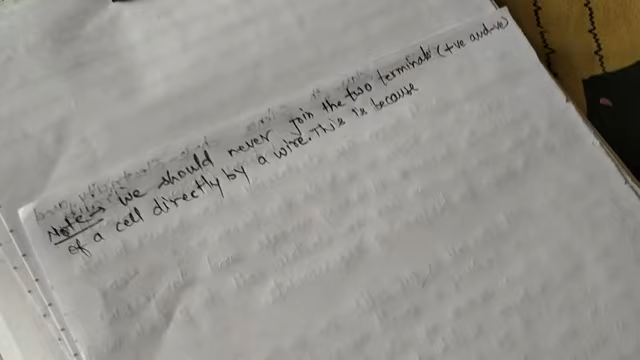 Note:- We should never join the two terminals (+ve and -ve)
of a cell directly by a wire. This is because